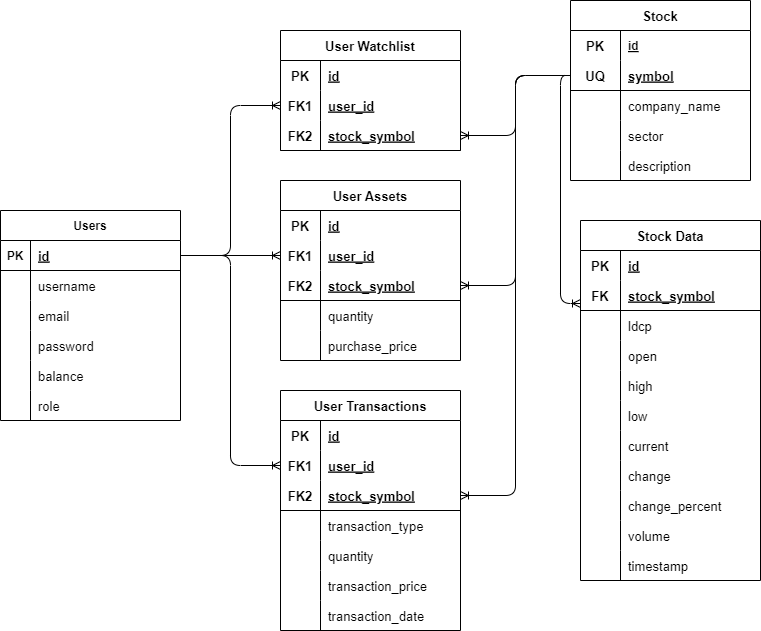 Users
PK id
username
email
password
balance
role
User Watchlist
PK id
FK1 user_id
FK2 stock_symbol
User Assets
PK id
FK1 user_id
FK2 stock_symbol
quantity
purchase_price
User Transactions
PK id
FK1 user_id
FK2 stock_symbol
transaction_type
quantity
transaction_price
transaction_date
Stock
PK id
UQ symbol
company_name
sector
description
Stock Data
PK id
FK stock_symbol
ldcp
open
high
low
current
change
change_percent
volume
timestamp